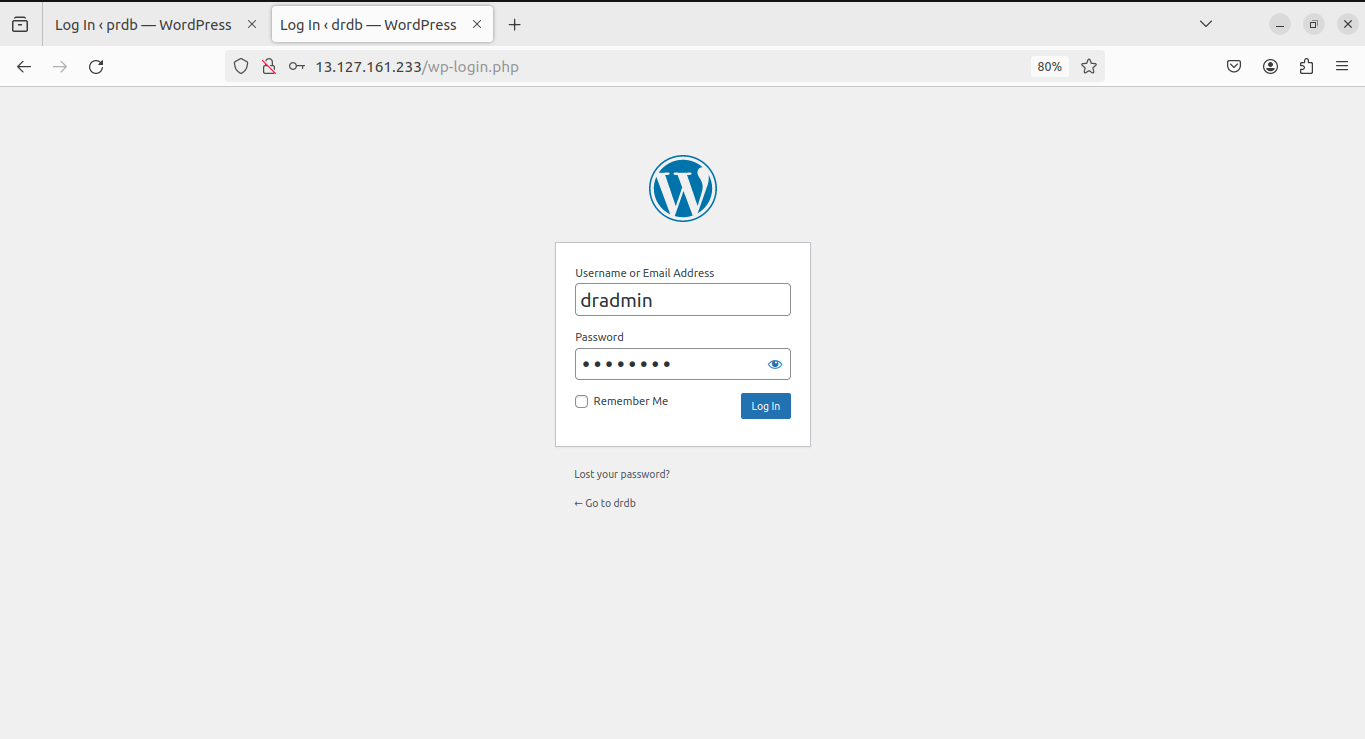 Log In ‹ prdb — WordPress
Log In ‹ drdb — WordPress
13.127.161.233/wp-login.php
80%
Username or Email Address
dradmin
Password
Remember Me
Log In
Lost your password?
← Go to drdb